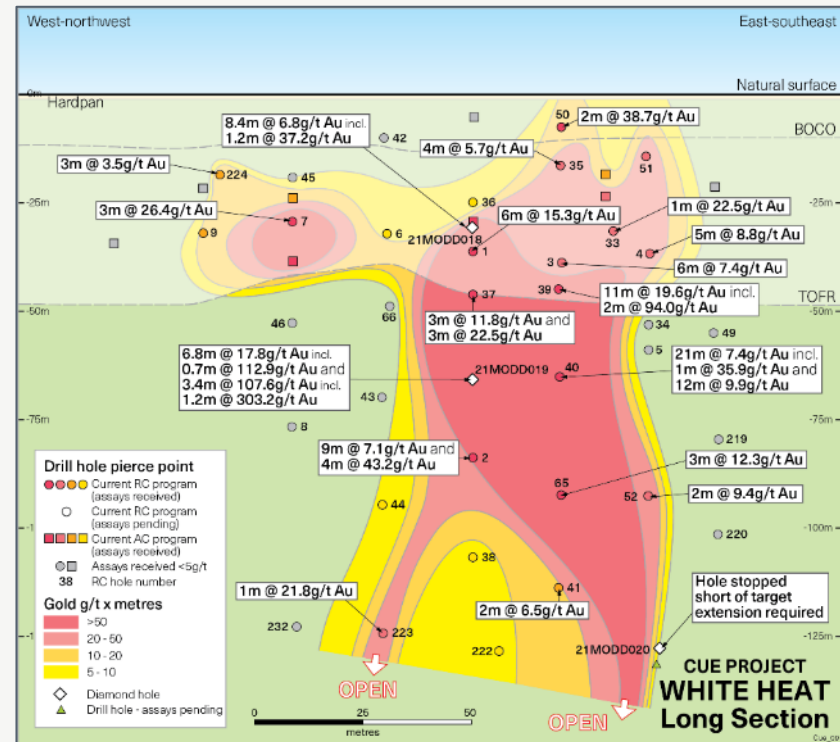 West-northwest
East-southeast
Natural surface
0m
Hardpan
BOCO
8.4m @ 6.8g/t Au incl.
1.2m @ 37.2g/t Au
42
50
2m @ 38.7g/t Au
4m @ 5.7g/t Au
35
51
3m @ 3.5g/t Au
224
45
-25m
3m @ 26.4g/t Au
7
9
6
36
6m @ 15.3g/t Au
21MODD018
1
1m @ 22.5g/t Au
33
4
5m @ 8.8g/t Au
3
6m @ 7.4g/t Au
39
11m @ 19.6g/t Au incl.
2m @ 94.0g/t Au
TOFR
-50m
37
66
46
3m @ 11.8g/t Au and
3m @ 22.5g/t Au
34
49
5
6.8m @ 17.8g/t Au incl.
0.7m @ 112.9g/t Au and
3.4m @ 107.6g/t Au incl.
1.2m @ 303.2g/t Au
21MODD019
40
21m @ 7.4g/t Au incl.
1m @ 35.9g/t Au and
12m @ 9.9g/t Au
43
-75m
8
219
9m @ 7.1g/t Au and
4m @ 43.2g/t Au
2
3m @ 12.3g/t Au
65
52
2m @ 9.4g/t Au
44
-100m
220
38
41
2m @ 6.5g/t Au
Hole stopped
short of target
extension required
1m @ 21.8g/t Au
232
223
222
21MODD020
-125m
OPEN
OPEN
Drill hole pierce point
Current RC program
(assays received)
Current RC program
(assays pending)
Current AC program
(assays received)
Assays received <5g/t
38 RC hole number
Gold g/t x metres
>50
20 - 50
10 - 20
5 - 10
Diamond hole
Drill hole - assays pending
0 25 50
metres
CUE PROJECT
WHITE HEAT
Long Section